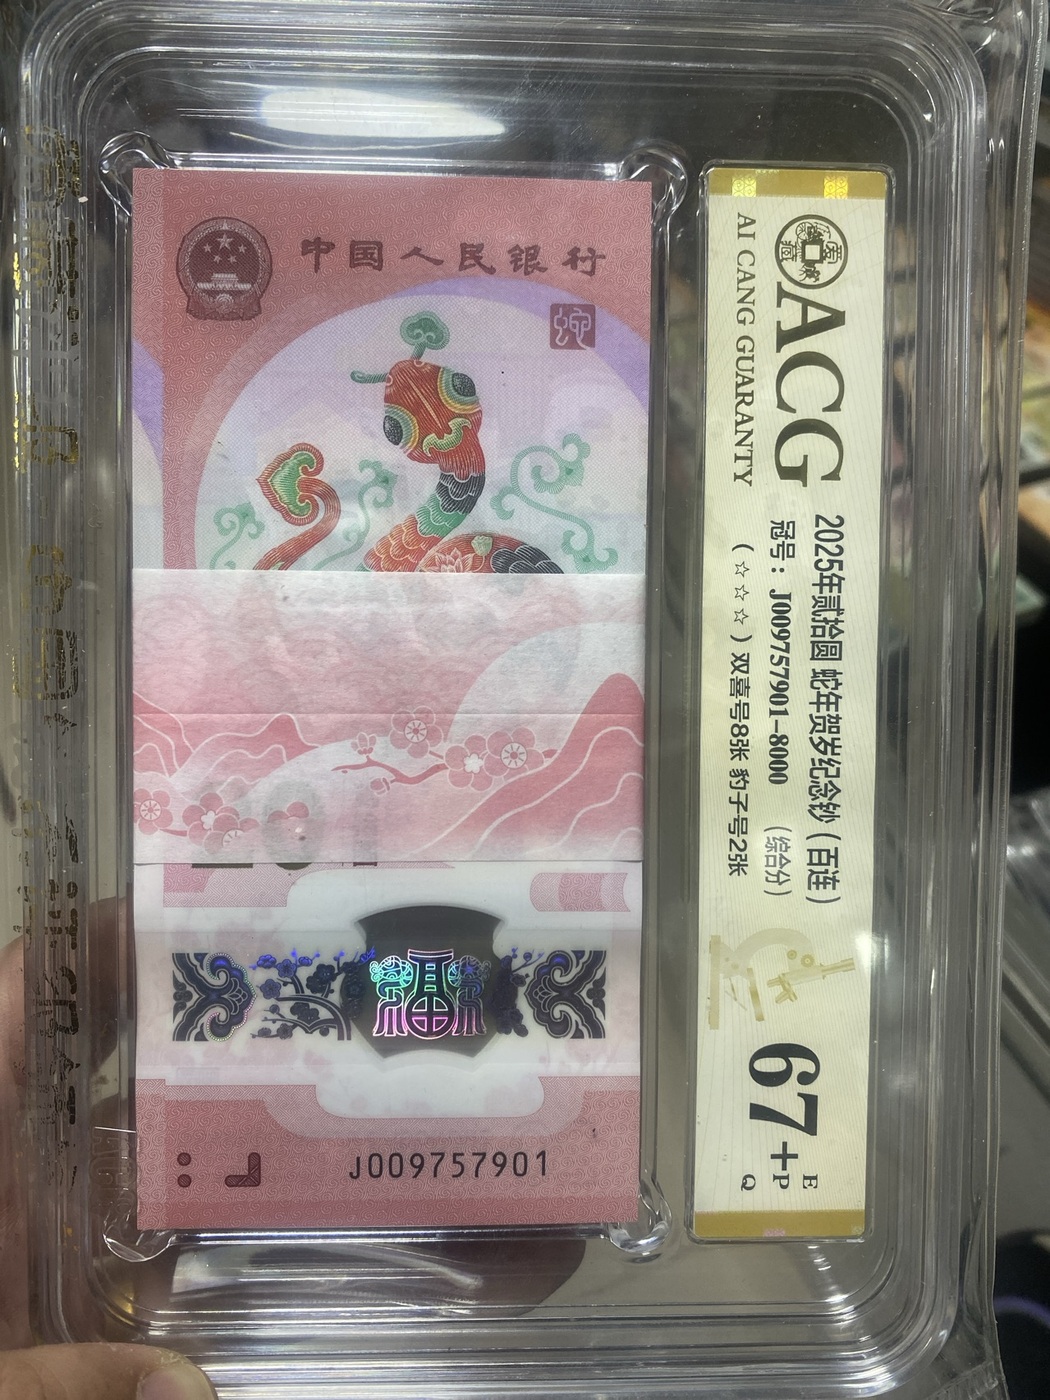 中国人民银行
福
J009757901
ACG
AI CANG GUARANTY
2025年贰拾圆 蛇年贺岁纪念钞（百连）
冠号：J009757901-8000 （综合分）
（☆☆☆）双喜号8张 豹子号2张
67+
E
P
Q